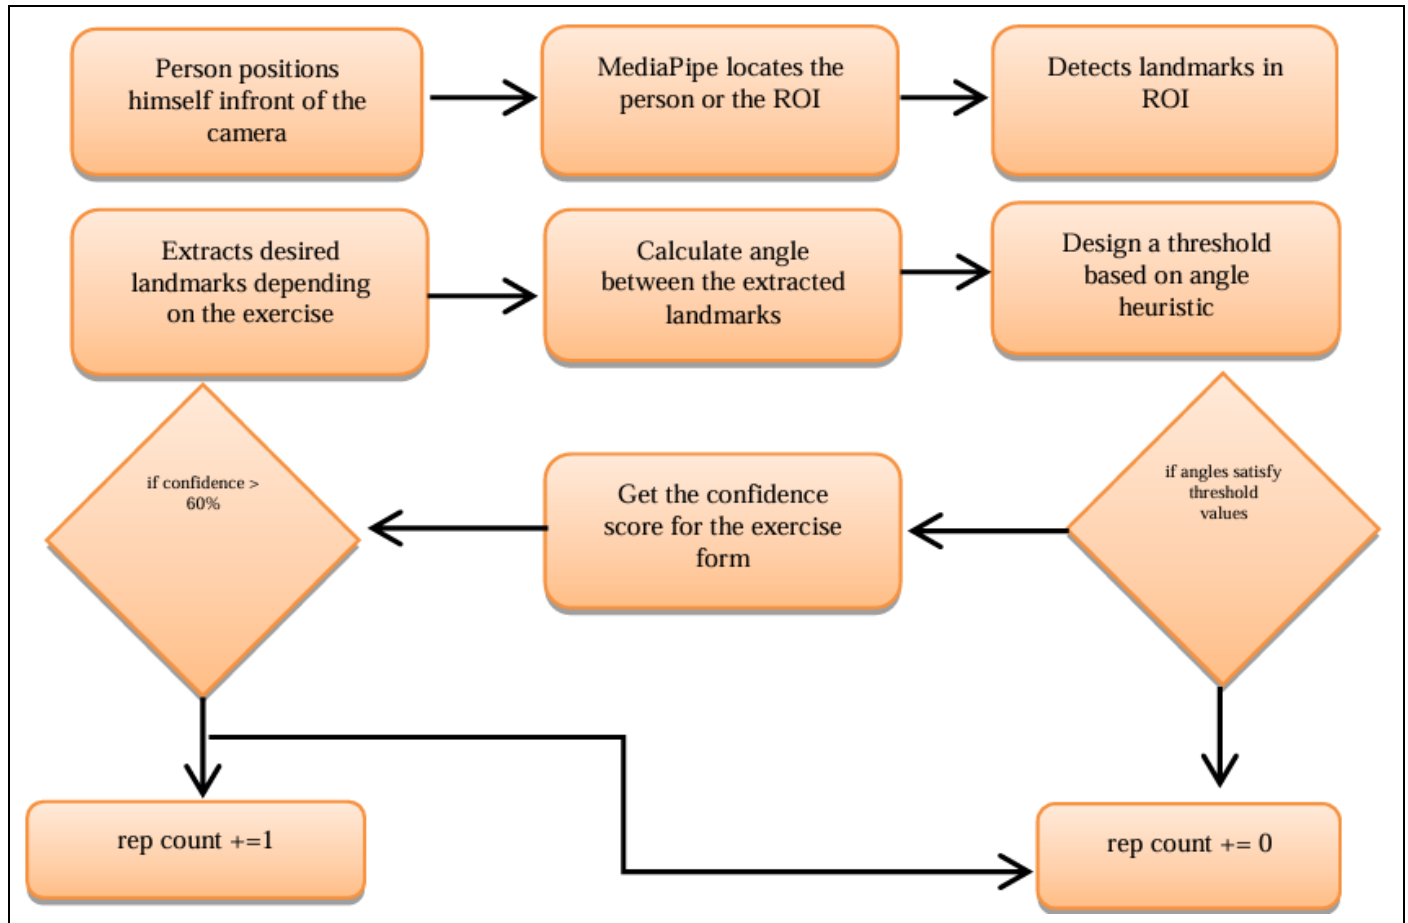 Person positions
himself infront of the
camera
MediaPipe locates the
person or the ROI
Detects landmarks in
ROI
Extracts desired
landmarks depending
on the exercise
Calculate angle
between the extracted
landmarks
Design a threshold
based on angle
heuristic
if angles satisfy
threshold
values
Get the confidence
score for the exercise
form
if confidence >
60%
rep count +=1
rep count += 0